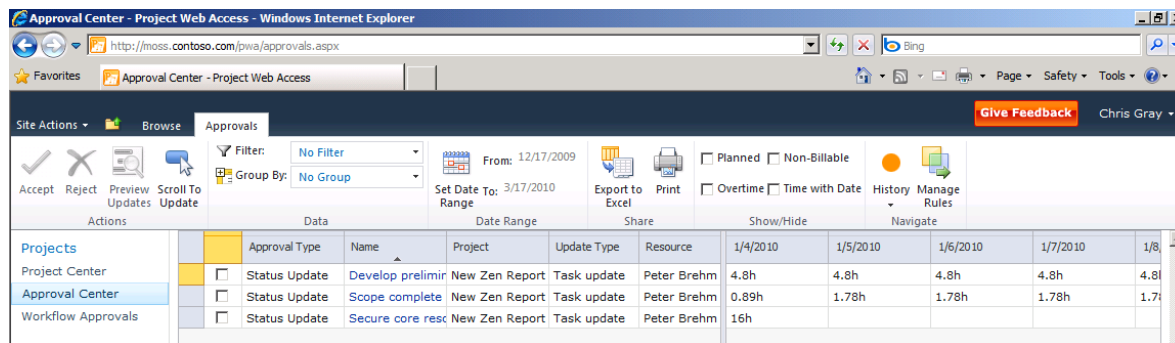 Approval Center - Project Web Access - Windows Internet Explorer
http://moss.contoso.com/pwa/approvals.aspx
Bing
Favorites
Approval Center - Project Web Access
Page
Safety
Tools
Site Actions
Browse
Approvals
Give Feedback
Chris Gray
Accept
Reject
Preview Updates
Scroll To Update
Actions
Filter: No Filter
Group By: No Group
Data
Set Date Range
From: 12/17/2009
To: 3/17/2010
Date Range
Export to Excel
Print
Share
Planned
Non-Billable
Overtime
Time with Date
Show/Hide
History
Manage Rules
Navigate
Projects
Project Center
Approval Center
Workflow Approvals
Approval Type Name Project Update Type Resource 1/4/2010 1/5/2010 1/6/2010 1/7/2010 1/8
Status Update Develop prelimin New Zen Report Task update Peter Brehm 4.8h 4.8h 4.8h 4.8h 4.8
Status Update Scope complete New Zen Report Task update Peter Brehm 0.89h 1.78h 1.78h 1.78h 1.7
Status Update Secure core reso New Zen Report Task update Peter Brehm 16h